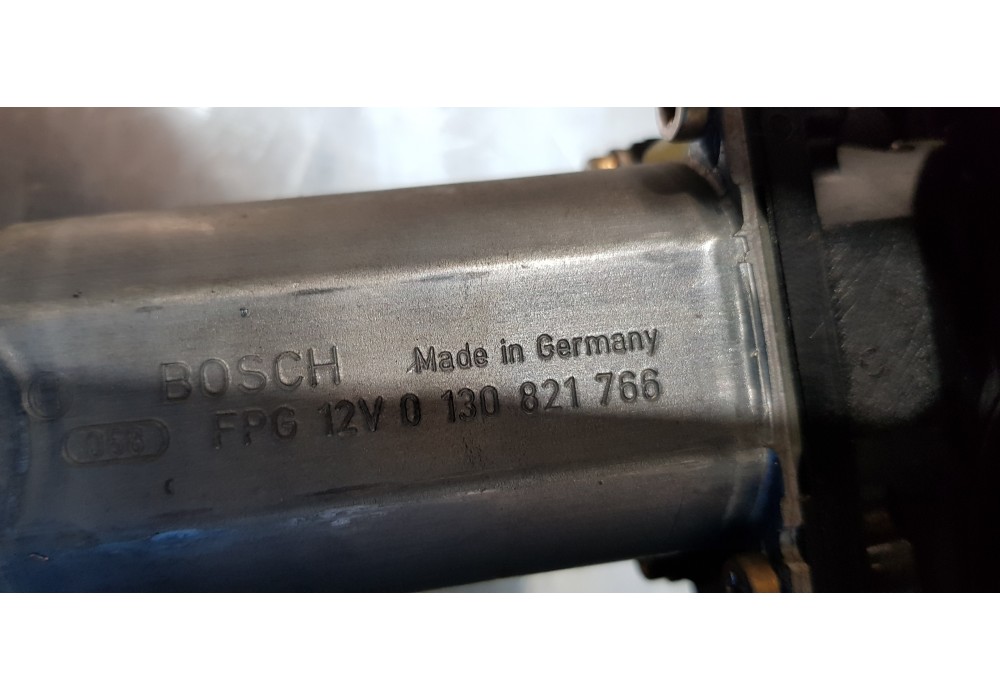 BOSCH Made in Germany
FPG 12V 0 130 821 766